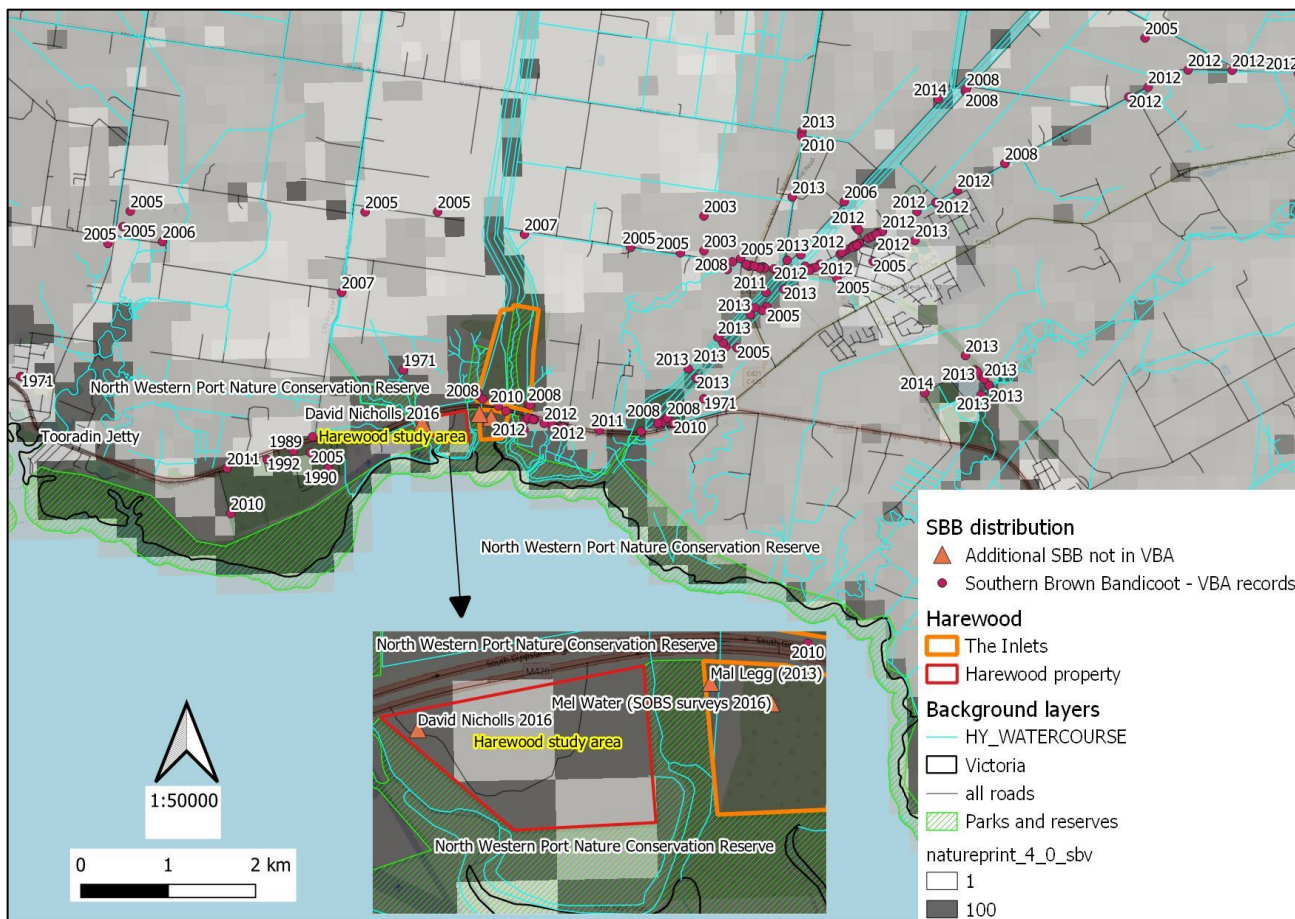 2005
2012
2012
2012
2012
2012
2008
2008
2014
2013
2010
2008
2005
2005
2005
2006
2005
2005
2003
2013
2006
2012
2012
2012
2012
2012
2013
2007
2005
2005
2003
2005
2008
2013
2012
2012
2012
2005
2005
2007
2011
2013
2013
2005
2013
2013
2005
2013
2013
1971
1971
2013
2014
2013
2013
2013
1971
North Western Port Nature Conservation Reserve
2008
2010
2008
David Nicholls 2016
Harewood study area
2012
2012
2012
2011
2008
2008
2010
Tooradin Jetty
1989
2005
2011
1992
1990
2010
C421
North Western Port Nature Conservation Reserve
SBB distribution
Additional SBB not in VBA
Southern Brown Bandicoot - VBA records
Harewood
The Inlets
Harewood property
Background layers
HY_WATERCOURSE
Victoria
all roads
Parks and reserves
natureprint_4_0_sbv
1
100
North Western Port Nature Conservation Reserve
M420
2010
Mal Legg (2013)
Mel Water (SOBS surveys 2016)
David Nicholls 2016
Harewood study area
North Western Port Nature Conservation Reserve
1:50000
0 1 2 km